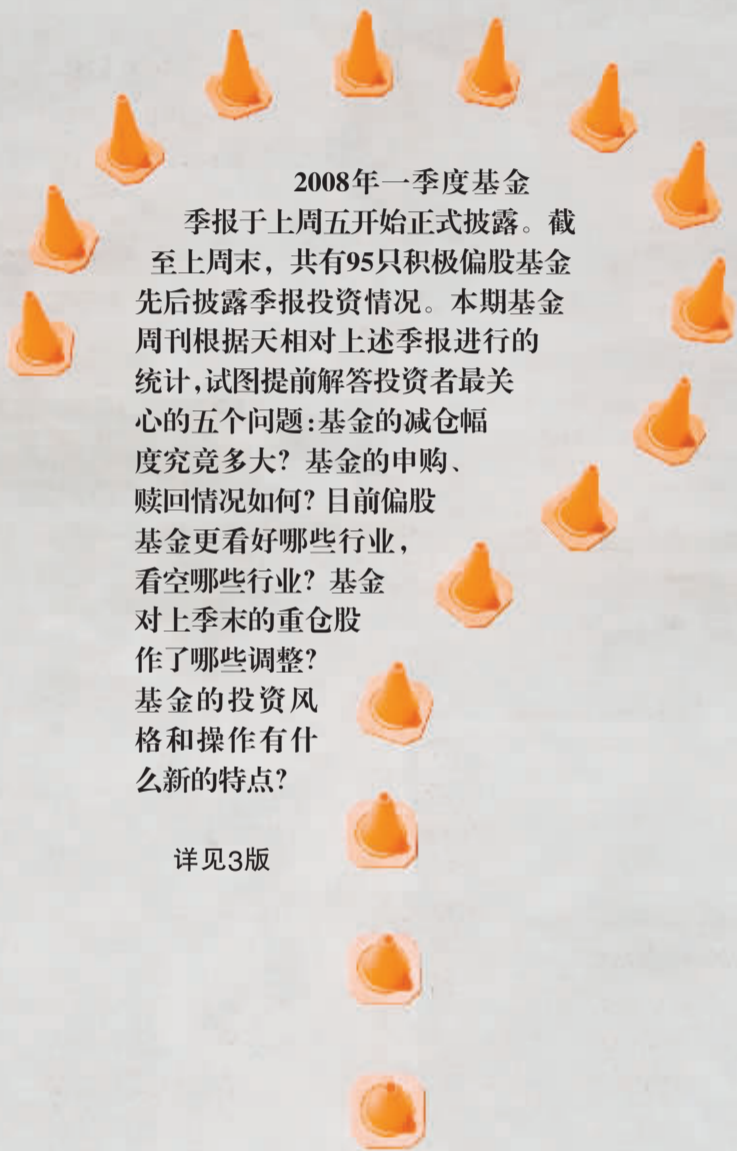 2008年一季度基金
季报于上周五开始正式披露。截
至上周末，共有95只积极偏股基金
先后披露季报投资情况。本期基金
周刊根据天相对上述季报进行的
统计,试图提前解答投资者最关
心的五个问题:基金的减仓幅
度究竟多大？基金的申购、
赎回情况如何？目前偏股
基金更看好哪些行业，
看空哪些行业？基金
对上季末的重仓股
作了哪些调整？
基金的投资风
格和操作有什
么新的特点？
详见3版